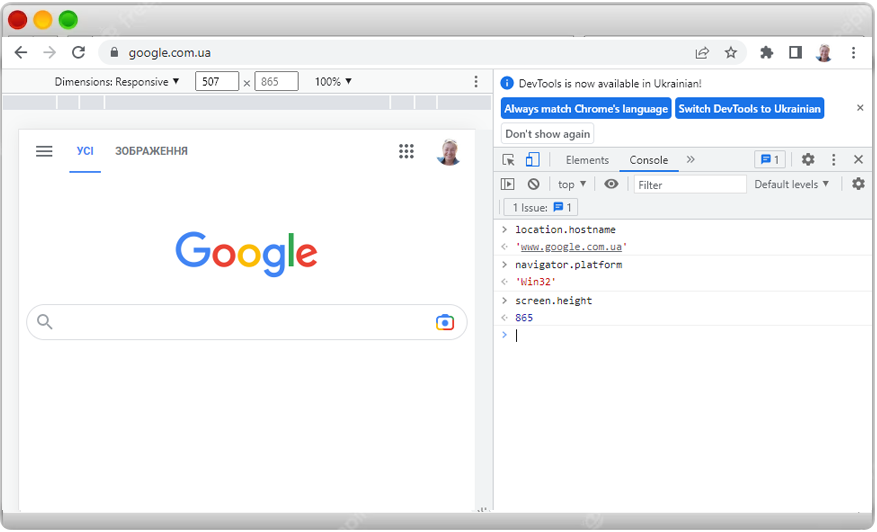 google.com.ua
Dimensions: Responsive ▼ 507 × 865 100% ▼
УСІ ЗОБРАЖЕННЯ
Google
DevTools is now available in Ukrainian!
Always match Chrome's language Switch DevTools to Ukrainian
Don't show again
Elements Console » 1
top ▼ Filter Default levels ▼
1 Issue: 1
> location.hostname
'www.google.com.ua'
> navigator.platform
'Win32'
> screen.height
865
>